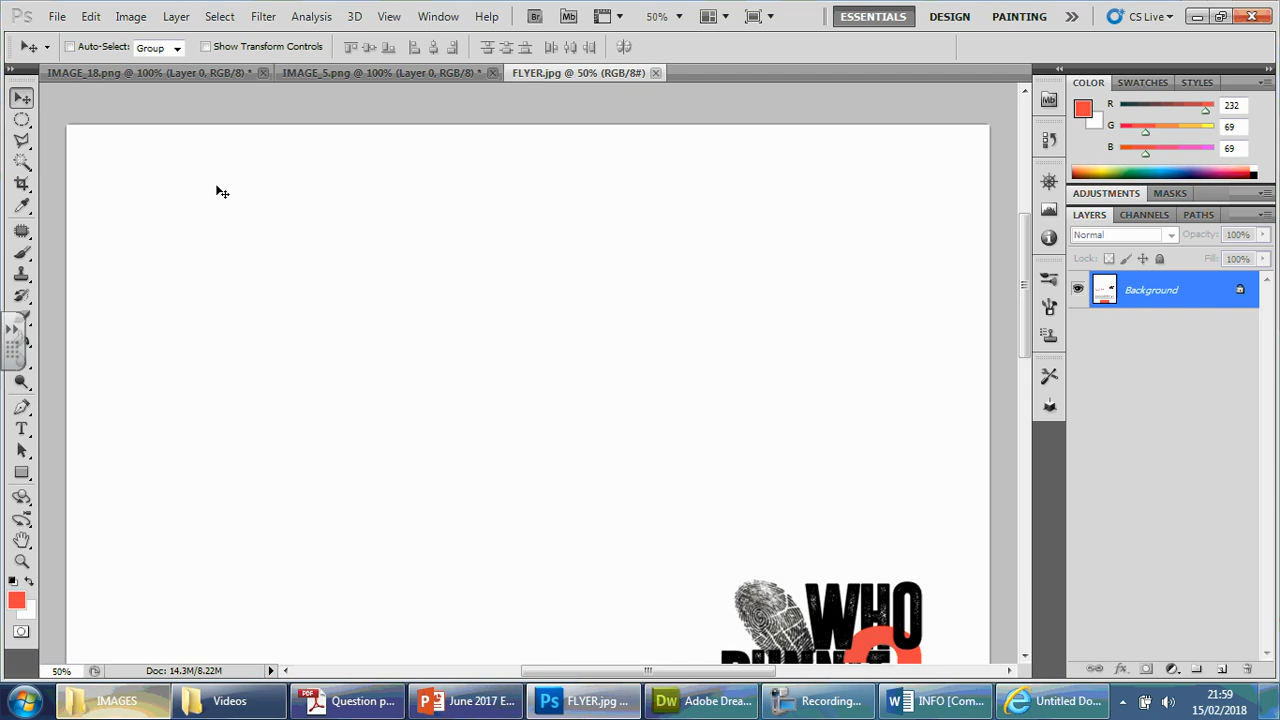 Ps File Edit Image Layer Select Filter Analysis 3D View Window Help Br Mb 50% ESSENTIALS DESIGN PAINTING CS Live
Auto-Select: Group Show Transform Controls
IMAGE_18.png @ 100% (Layer 0, RGB/8) * IMAGE_5.png @ 100% (Layer 0, RGB/8) * FLYER.jpg @ 50% (RGB/8#)
COLOR SWATCHES STYLES
Mb
R 232
G 69
B 69
ADJUSTMENTS MASKS
LAYERS CHANNELS PATHS
Normal Opacity: 100%
Lock: Fill: 100%
Background
WHO
50% Doc: 14.3M/8.22M
IMAGES Videos PDF Question p... June 2017 E... Ps FLYER.jpg ... Dw Adobe Drea... Recording... INFO [Com... Untitled Do... 21:59
15/02/2018